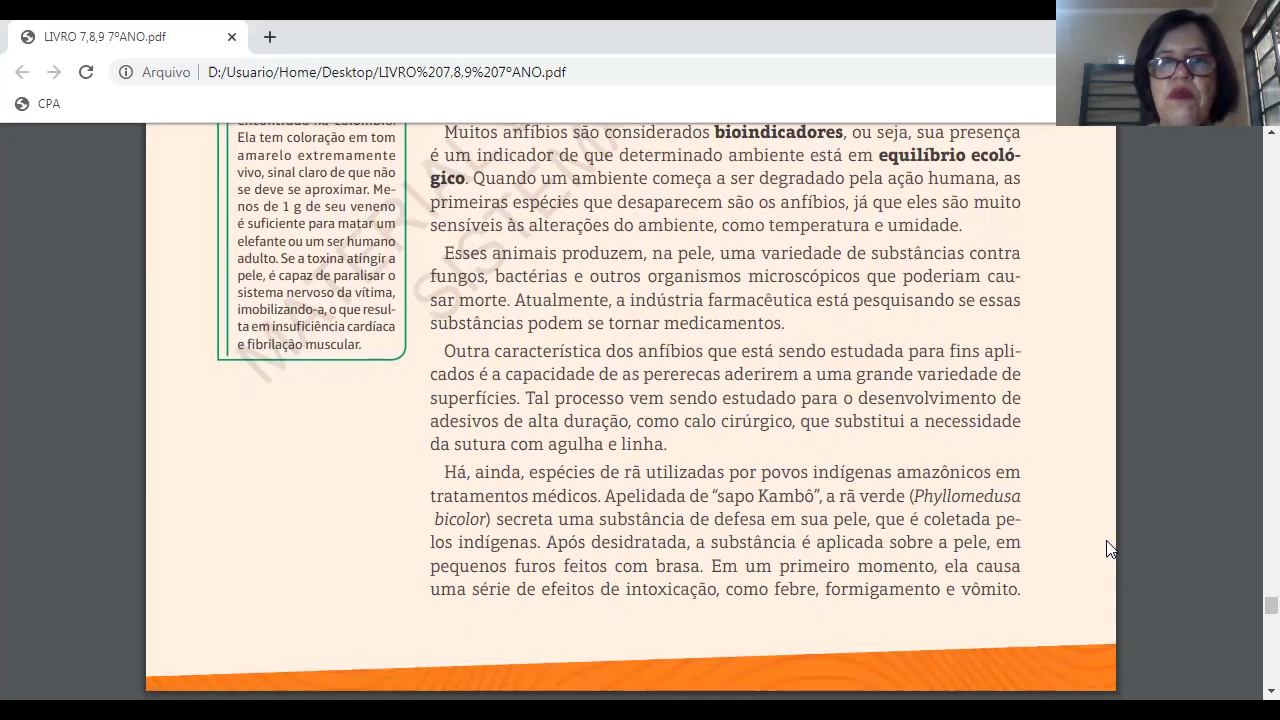 LIVRO 7,8,9 7ºANO.pdf
Arquivo
D:/Usuario/Home/Desktop/LIVRO%207,8,9%207ºANO.pdf
CPA
Ela tem coloração em tom
amarelo extremamente
vivo, sinal claro de que não
se deve se aproximar. Me-
nos de 1 g de seu veneno
é suficiente para matar um
elefante ou um ser humano
adulto. Se a toxina atingir a
pele, é capaz de paralisar o
sistema nervoso da vítima,
imobilizando-a, o que resul-
ta em insuficiência cardíaca
e fibrilação muscular.
Muitos anfíbios são considerados bioindicadores, ou seja, sua presença
é um indicador de que determinado ambiente está em equilíbrio ecoló-
gico. Quando um ambiente começa a ser degradado pela ação humana, as
primeiras espécies que desaparecem são os anfíbios, já que eles são muito
sensíveis às alterações do ambiente, como temperatura e umidade.
Esses animais produzem, na pele, uma variedade de substâncias contra
fungos, bactérias e outros organismos microscópicos que poderiam cau-
sar morte. Atualmente, a indústria farmacêutica está pesquisando se essas
substâncias podem se tornar medicamentos.
Outra característica dos anfíbios que está sendo estudada para fins apli-
cados é a capacidade de as pererecas aderirem a uma grande variedade de
superfícies. Tal processo vem sendo estudado para o desenvolvimento de
adesivos de alta duração, como calo cirúrgico, que substitui a necessidade
da sutura com agulha e linha.
Há, ainda, espécies de rã utilizadas por povos indígenas amazônicos em
tratamentos médicos. Apelidada de “sapo Kambô”, a rã verde (Phyllomedusa
bicolor) secreta uma substância de defesa em sua pele, que é coletada pe-
los indígenas. Após desidratada, a substância é aplicada sobre a pele, em
pequenos furos feitos com brasa. Em um primeiro momento, ela causa
uma série de efeitos de intoxicação, como febre, formigamento e vômito.
MATERIAL
SISTEMA